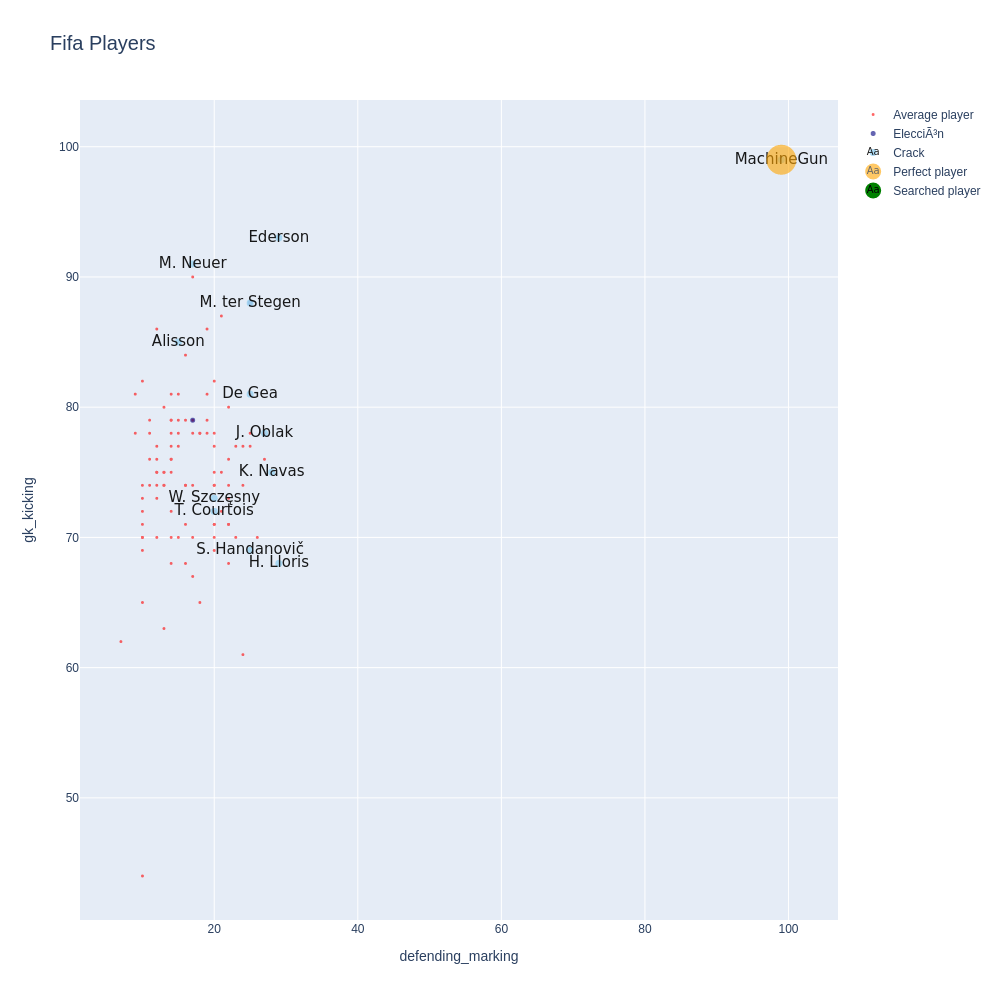 Fifa Players
Average player
ElecciÃ³n
Aa Crack
Aa Perfect player
Aa Searched player
100
90
80
70
60
50
gk_kicking
MachineGun
Ederson
M. Neuer
M. ter Stegen
Alisson
De Gea
J. Oblak
K. Navas
W. Szczęsny
T. Courtois
S. Handanovič
H. Lloris
20
40
60
80
100
defending_marking